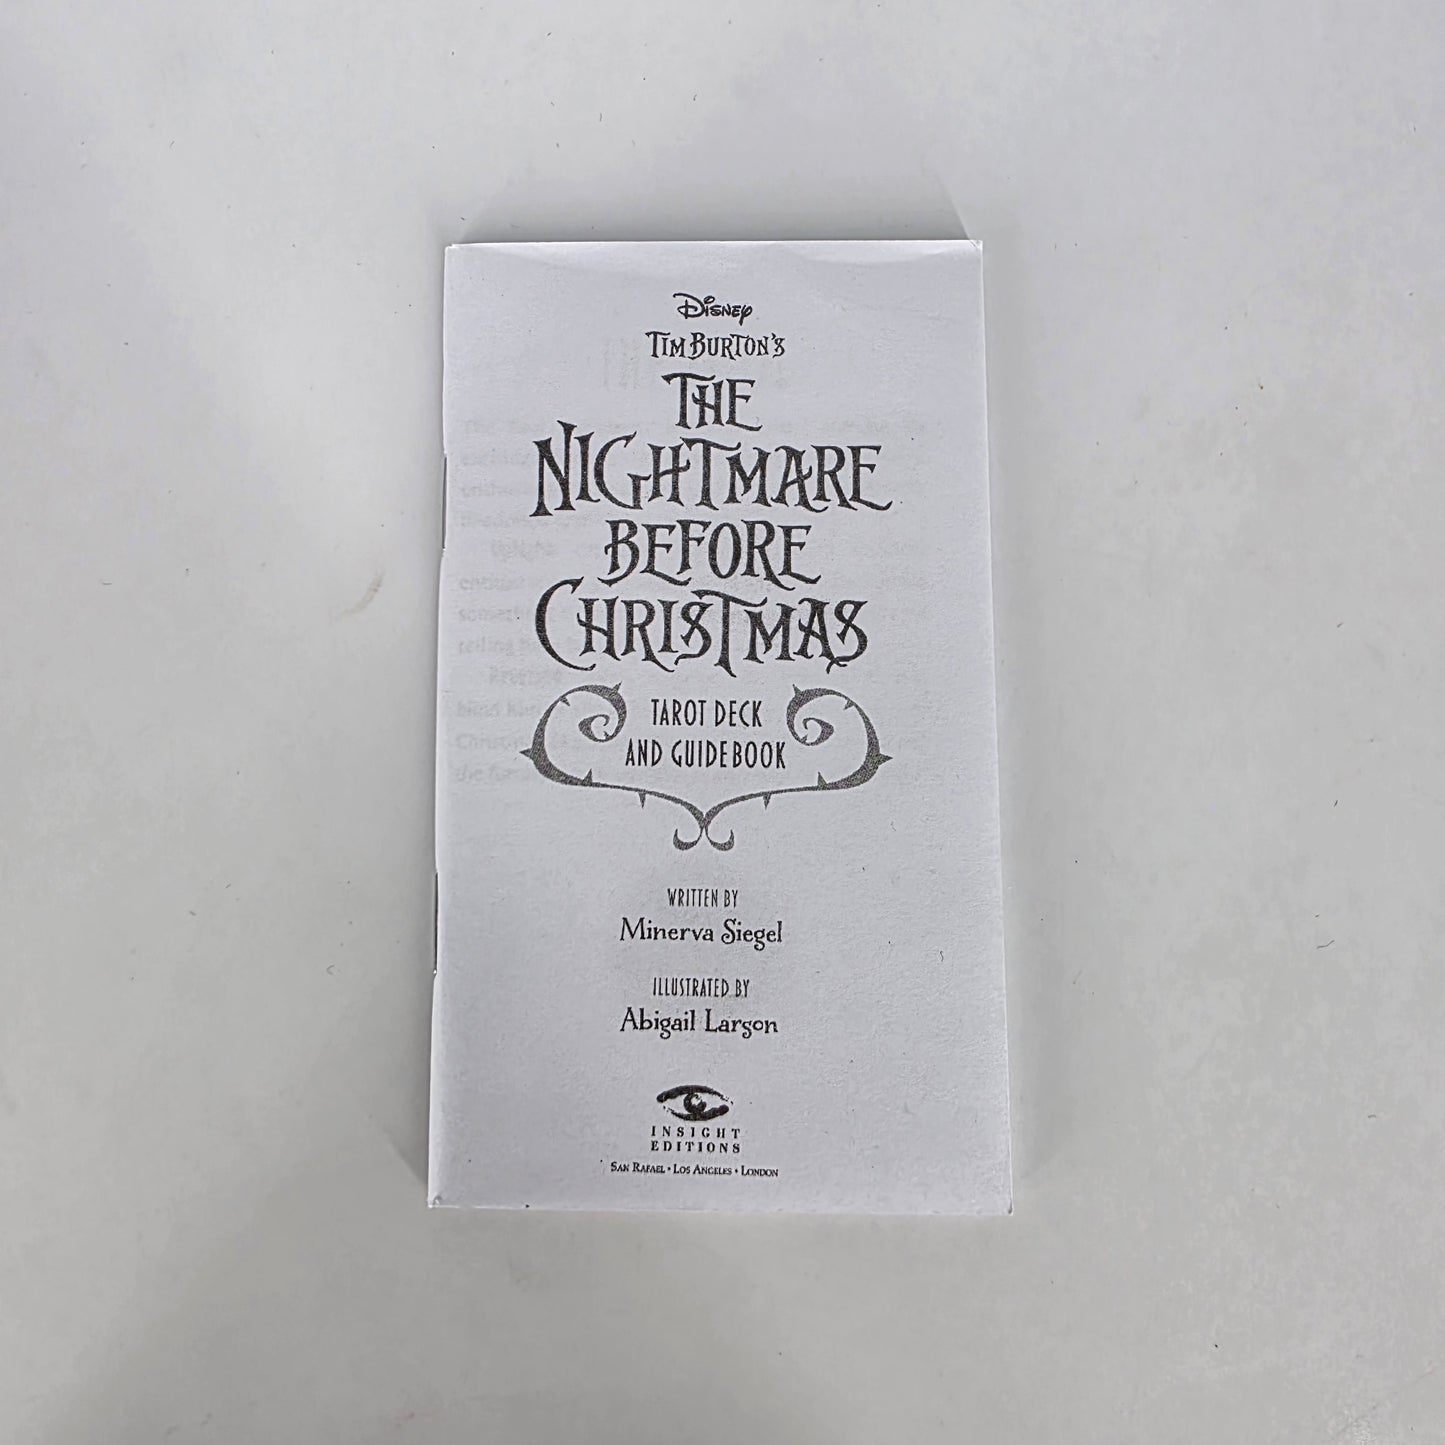 Disney
TIM BURTON'S
THE
NIGHTMARE
BEFORE
CHRISTMAS
TAROT DECK
AND GUIDEBOOK
WRITTEN BY
Minerva Siegel
ILLUSTRATED BY
Abigail Larson
INSIGHT
EDITIONS
SAN RAFAEL • LOS ANGELES • LONDON